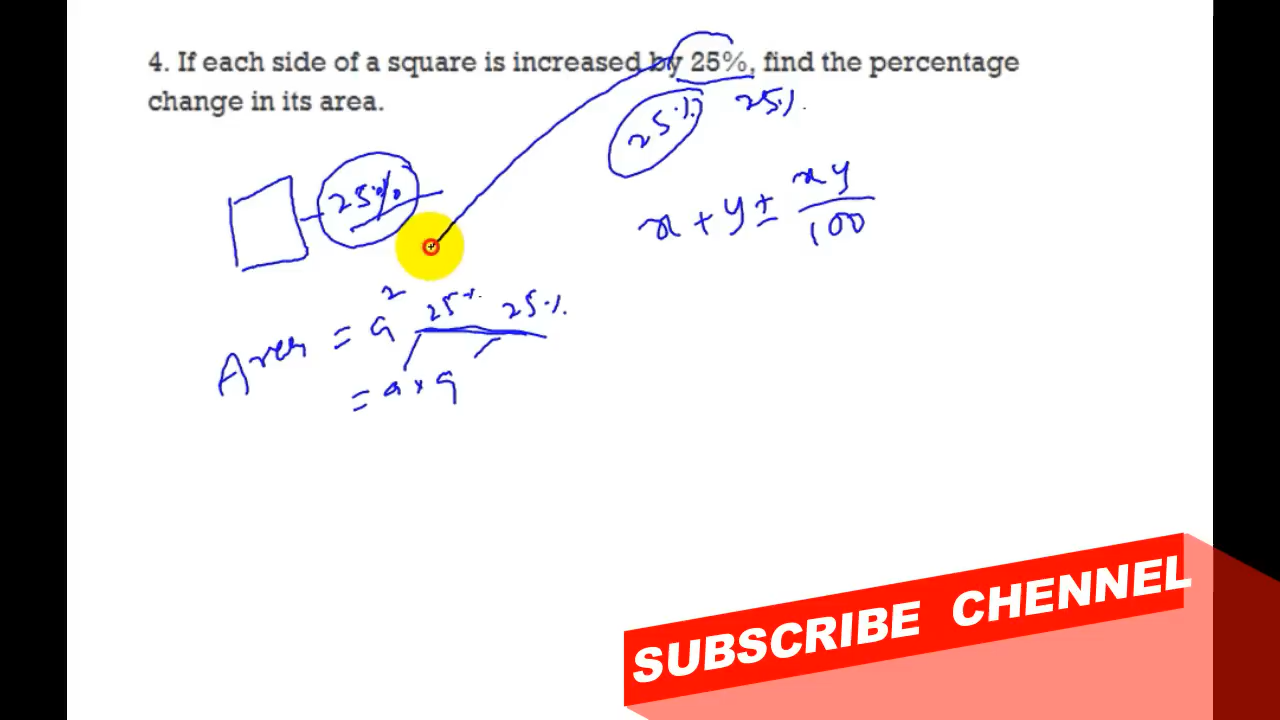 4. If each side of a square is increased by 25%, find the percentage
change in its area.
25% 25%
25%
x + y ± xy/100
Area = a² 25% 25%
= a × a
SUBSCRIBE CHENNEL